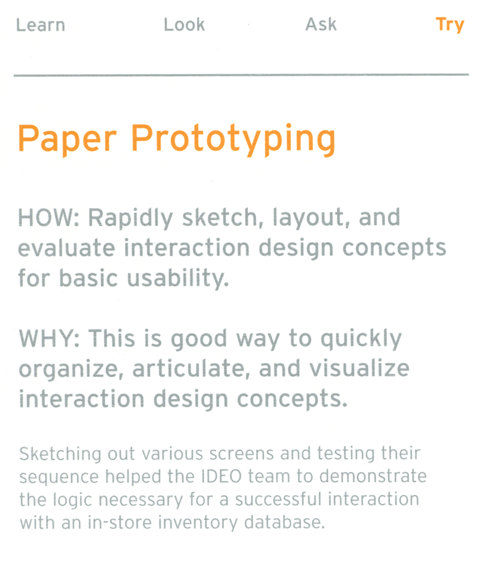 Learn Look Ask Try
Paper Prototyping
HOW: Rapidly sketch, layout, and
evaluate interaction design concepts
for basic usability.
WHY: This is good way to quickly
organize, articulate, and visualize
interaction design concepts.
Sketching out various screens and testing their
sequence helped the IDEO team to demonstrate
the logic necessary for a successful interaction
with an in-store inventory database.